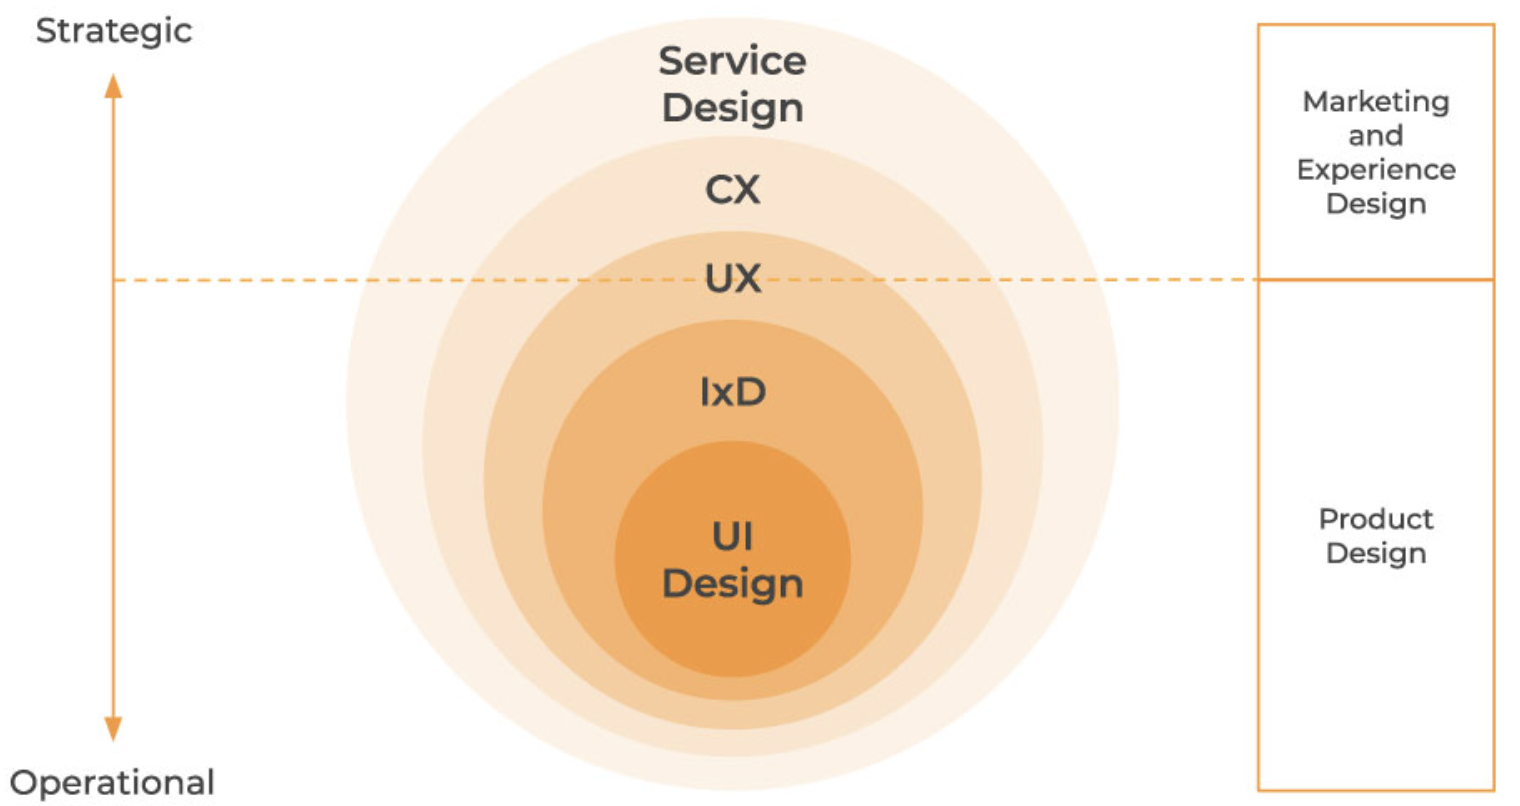 Strategic
Service
Design
CX
UX
IxD
UI
Design
Operational
Marketing
and
Experience
Design
Product
Design